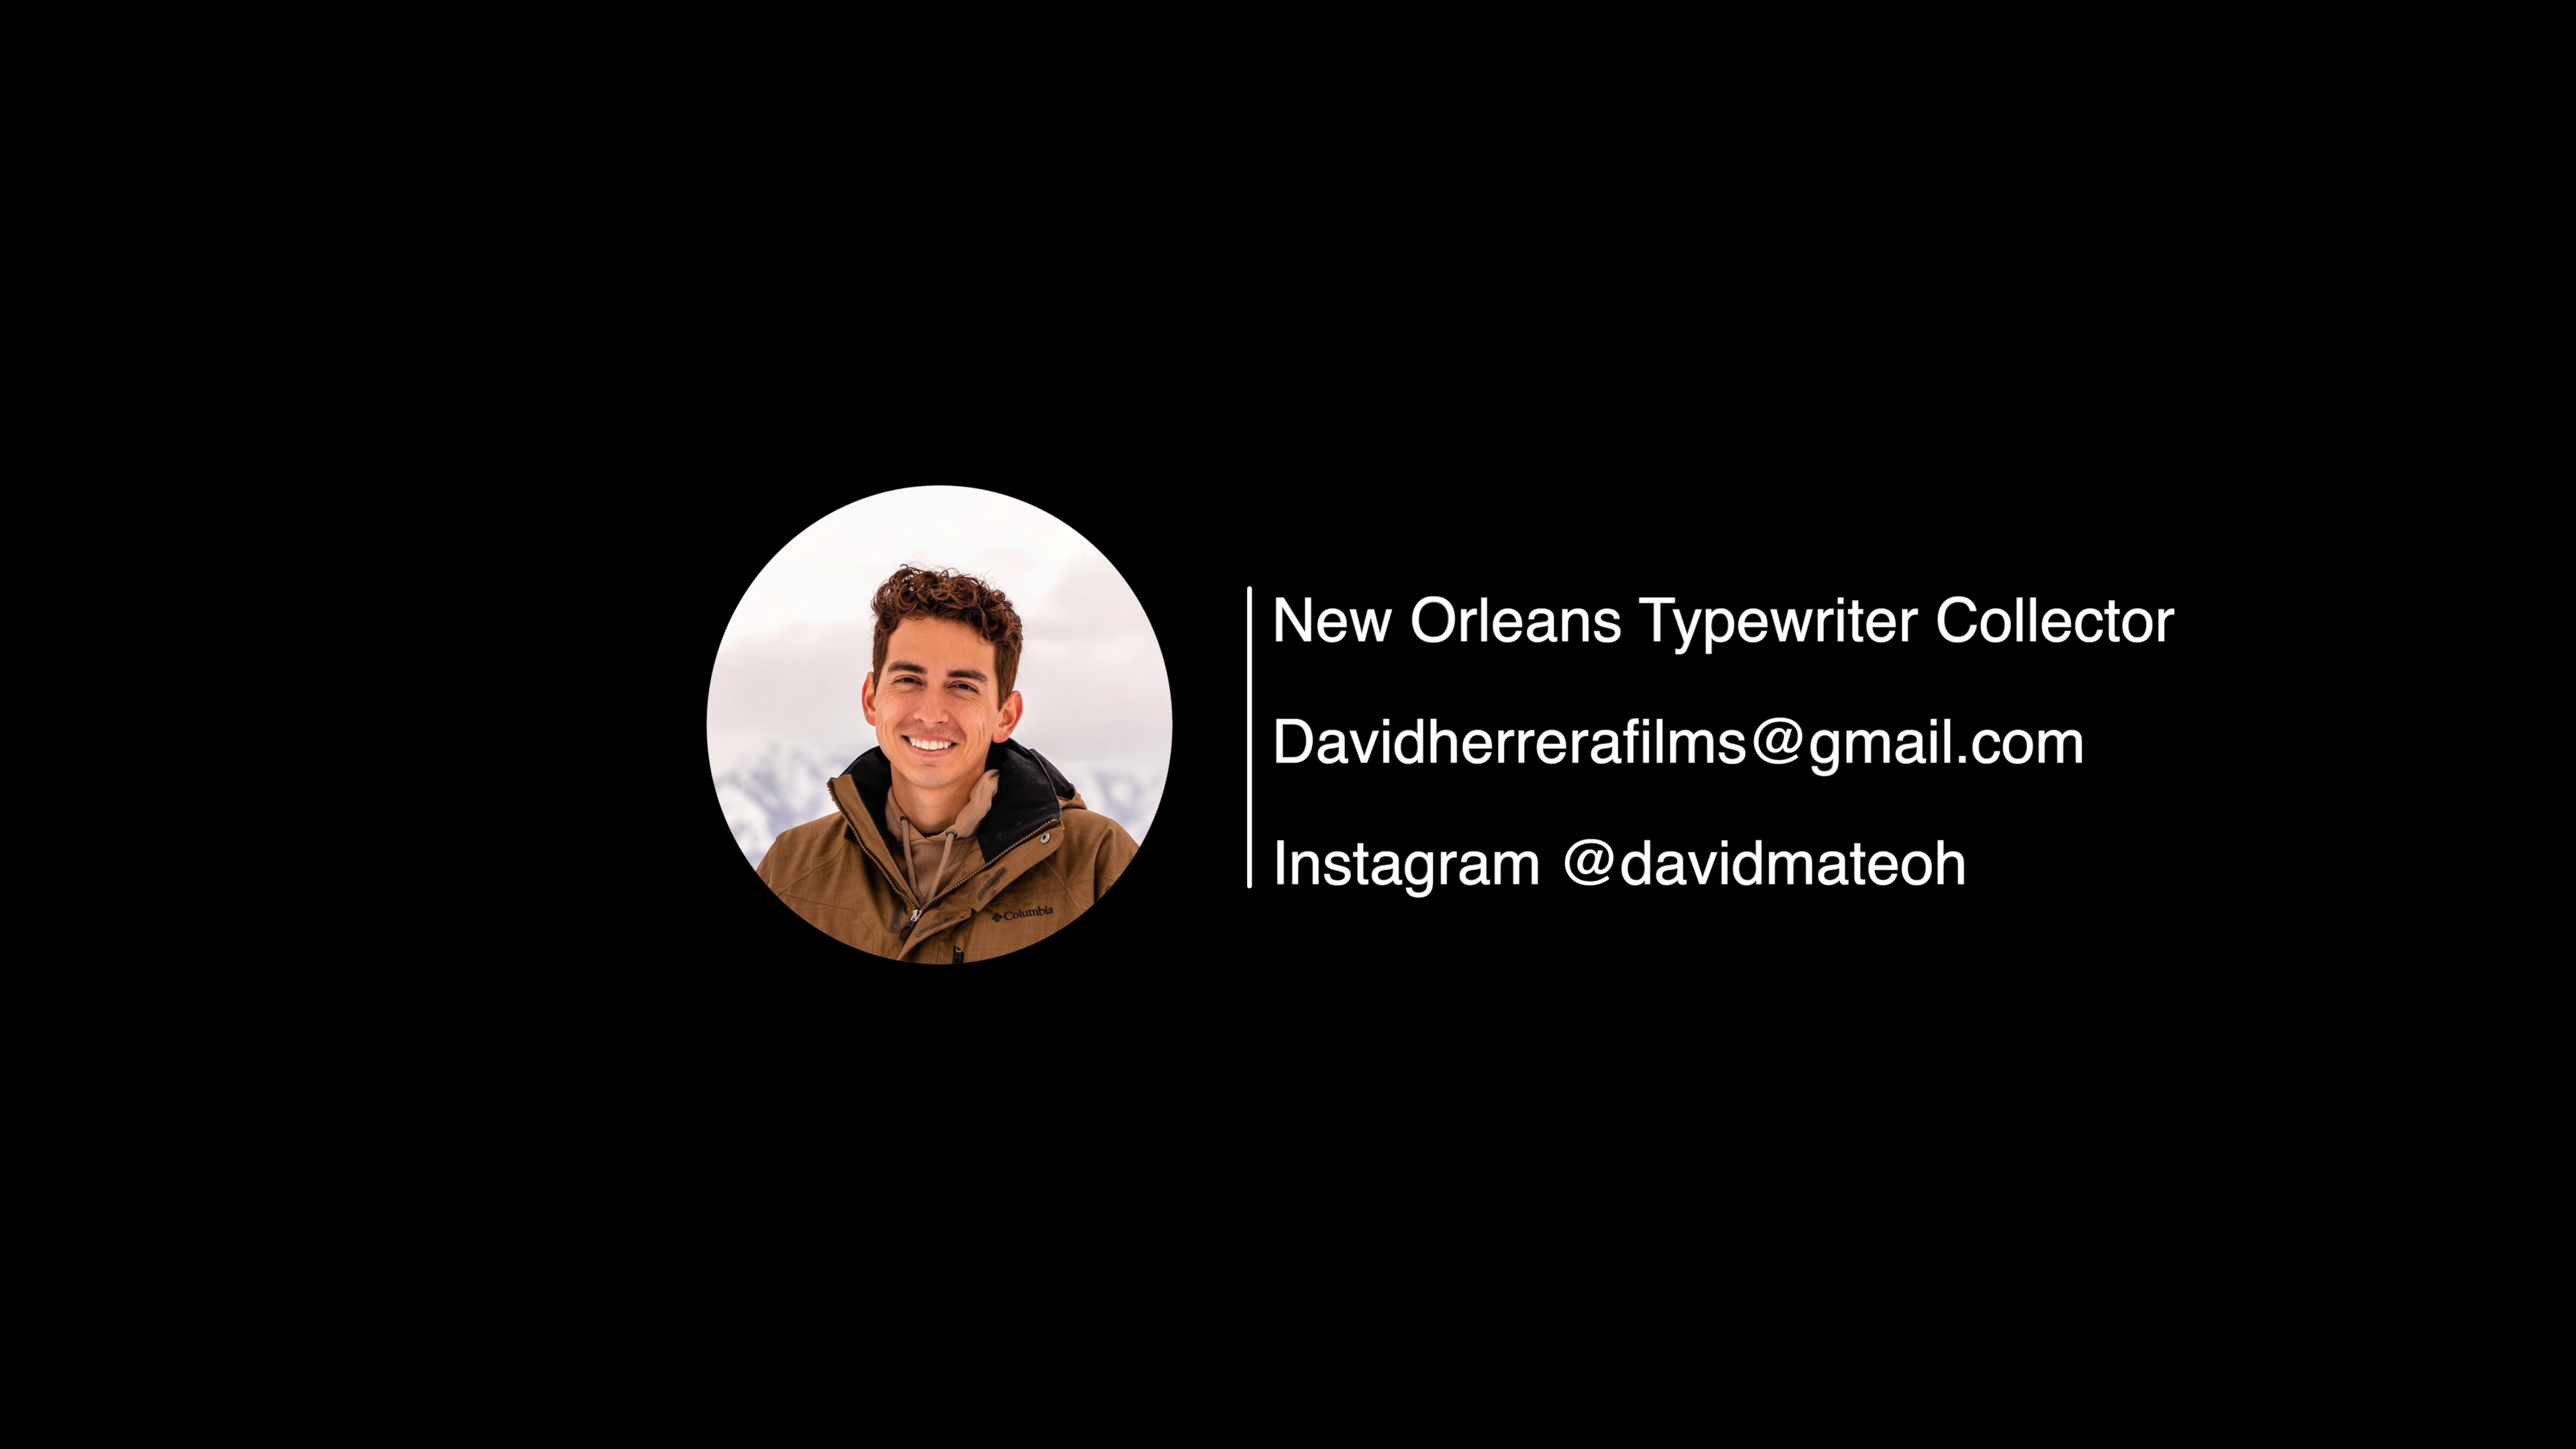 New Orleans Typewriter Collector
Davidherrerafilms@gmail.com
Instagram @davidmateoh
Columbia